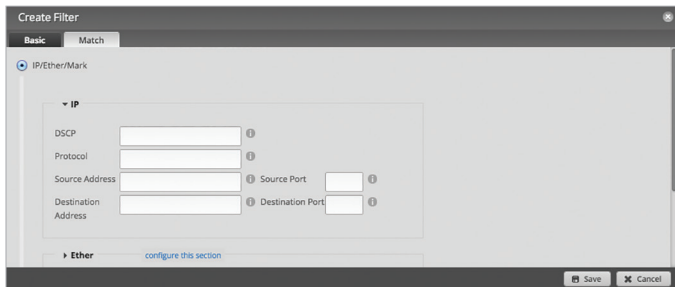 Create Filter
Basic Match
IP/Ether/Mark
IP
DSCP
Protocol
Source Address Source Port
Destination Address Destination Port
Ether configure this section
Save Cancel